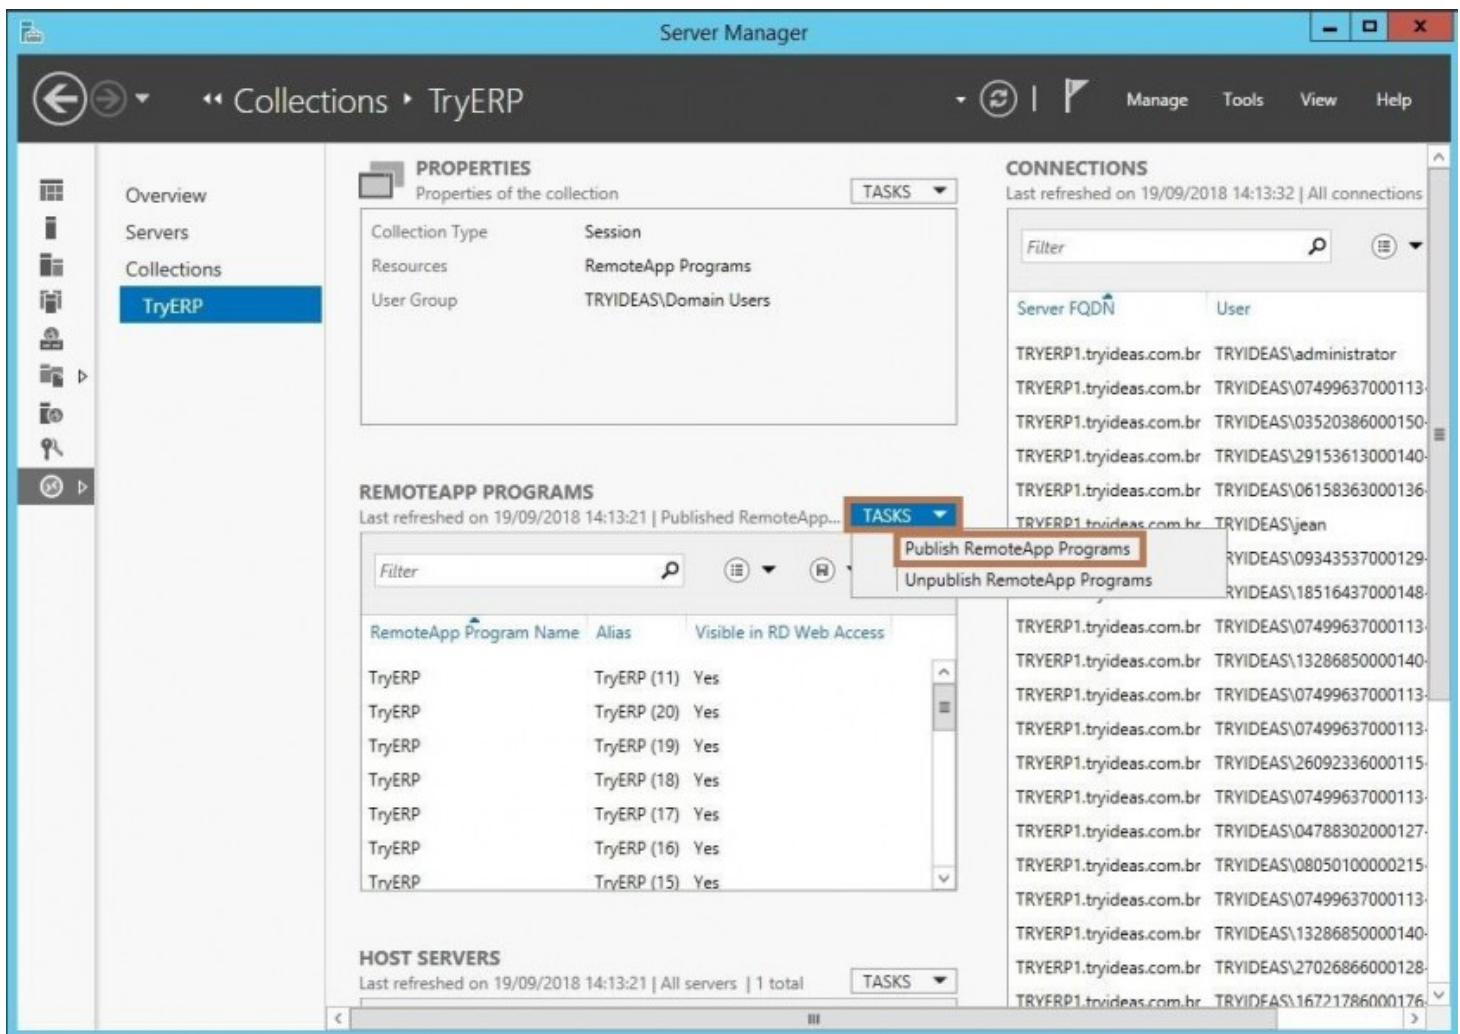 Server Manager
Collections TryERP
Manage Tools View Help
Overview
Servers
Collections
TryERP
PROPERTIES
Properties of the collection
TASKS
Collection Type Session
Resources RemoteApp Programs
User Group TRYIDEAS\Domain Users
REMOTEAPP PROGRAMS
Last refreshed on 19/09/2018 14:13:21 | Published RemoteApp...
TASKS
Publish RemoteApp Programs
Unpublish RemoteApp Programs
Filter
RemoteApp Program Name Alias Visible in RD Web Access
TryERP TryERP (11) Yes
TryERP TryERP (20) Yes
TryERP TryERP (19) Yes
TryERP TryERP (18) Yes
TryERP TryERP (17) Yes
TryERP TryERP (16) Yes
TryERP TryERP (15) Yes
HOST SERVERS
Last refreshed on 19/09/2018 14:13:21 | All servers | 1 total
TASKS
CONNECTIONS
Last refreshed on 19/09/2018 14:13:32 | All connections
Filter
Server FQDN User
TRYERP1.tryideas.com.br TRYIDEAS\administrator
TRYERP1.tryideas.com.br TRYIDEAS\07499637000113-
TRYERP1.tryideas.com.br TRYIDEAS\03520386000150-
TRYERP1.tryideas.com.br TRYIDEAS\29153613000140-
TRYERP1.tryideas.com.br TRYIDEAS\06158363000136-
TRYERP1.tryideas.com.br TRYIDEAS\jean
RYIDEAS\09343537000129-
RYIDEAS\18516437000148-
TRYERP1.tryideas.com.br TRYIDEAS\07499637000113-
TRYERP1.tryideas.com.br TRYIDEAS\13286850000140-
TRYERP1.tryideas.com.br TRYIDEAS\07499637000113-
TRYERP1.tryideas.com.br TRYIDEAS\07499637000113-
TRYERP1.tryideas.com.br TRYIDEAS\26092336000115-
TRYERP1.tryideas.com.br TRYIDEAS\07499637000113-
TRYERP1.tryideas.com.br TRYIDEAS\04788302000127-
TRYERP1.tryideas.com.br TRYIDEAS\08050100000215-
TRYERP1.tryideas.com.br TRYIDEAS\07499637000113-
TRYERP1.tryideas.com.br TRYIDEAS\13286850000140-
TRYERP1.tryideas.com.br TRYIDEAS\27026866000128-
TRYERP1.tryideas.com.br TRYIDEAS\16721786000176-